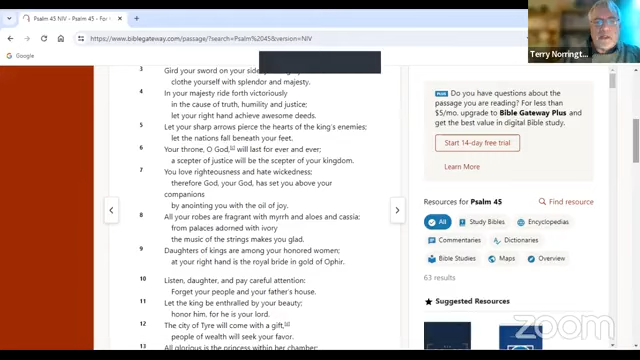 Psalm 45 NIV - Psalm 45 - For t
https://www.biblegateway.com/passage/?search=Psalm%2045&version=NIV
Google
Terry Norringt...
3 Gird your sword on your side,
clothe yourself with splendor and majesty.
4 In your majesty ride forth victoriously
in the cause of truth, humility and justice;
let your right hand achieve awesome deeds.
5 Let your sharp arrows pierce the hearts of the king's enemies;
let the nations fall beneath your feet.
6 Your throne, O God,[c] will last for ever and ever;
a scepter of justice will be the scepter of your kingdom.
7 You love righteousness and hate wickedness;
therefore God, your God, has set you above your
companions
by anointing you with the oil of joy.
8 All your robes are fragrant with myrrh and aloes and cassia;
from palaces adorned with ivory
the music of the strings makes you glad.
9 Daughters of kings are among your honored women;
at your right hand is the royal bride in gold of Ophir.
10 Listen, daughter, and pay careful attention:
Forget your people and your father's house.
11 Let the king be enthralled by your beauty;
honor him, for he is your lord.
12 The city of Tyre will come with a gift,[d]
people of wealth will seek your favor.
13 All glorious is the princess within her chamber;
PLUS Do you have questions about the
passage you are reading? For less than
$5/mo. upgrade to Bible Gateway Plus and
get the best value in digital Bible study.
Start 14-day free trial
Learn More
Resources for Psalm 45
Find resource
All
Study Bibles
Encyclopedias
Commentaries
Dictionaries
Bible Studies
Maps
Overview
63 results
Suggested Resources
zoom